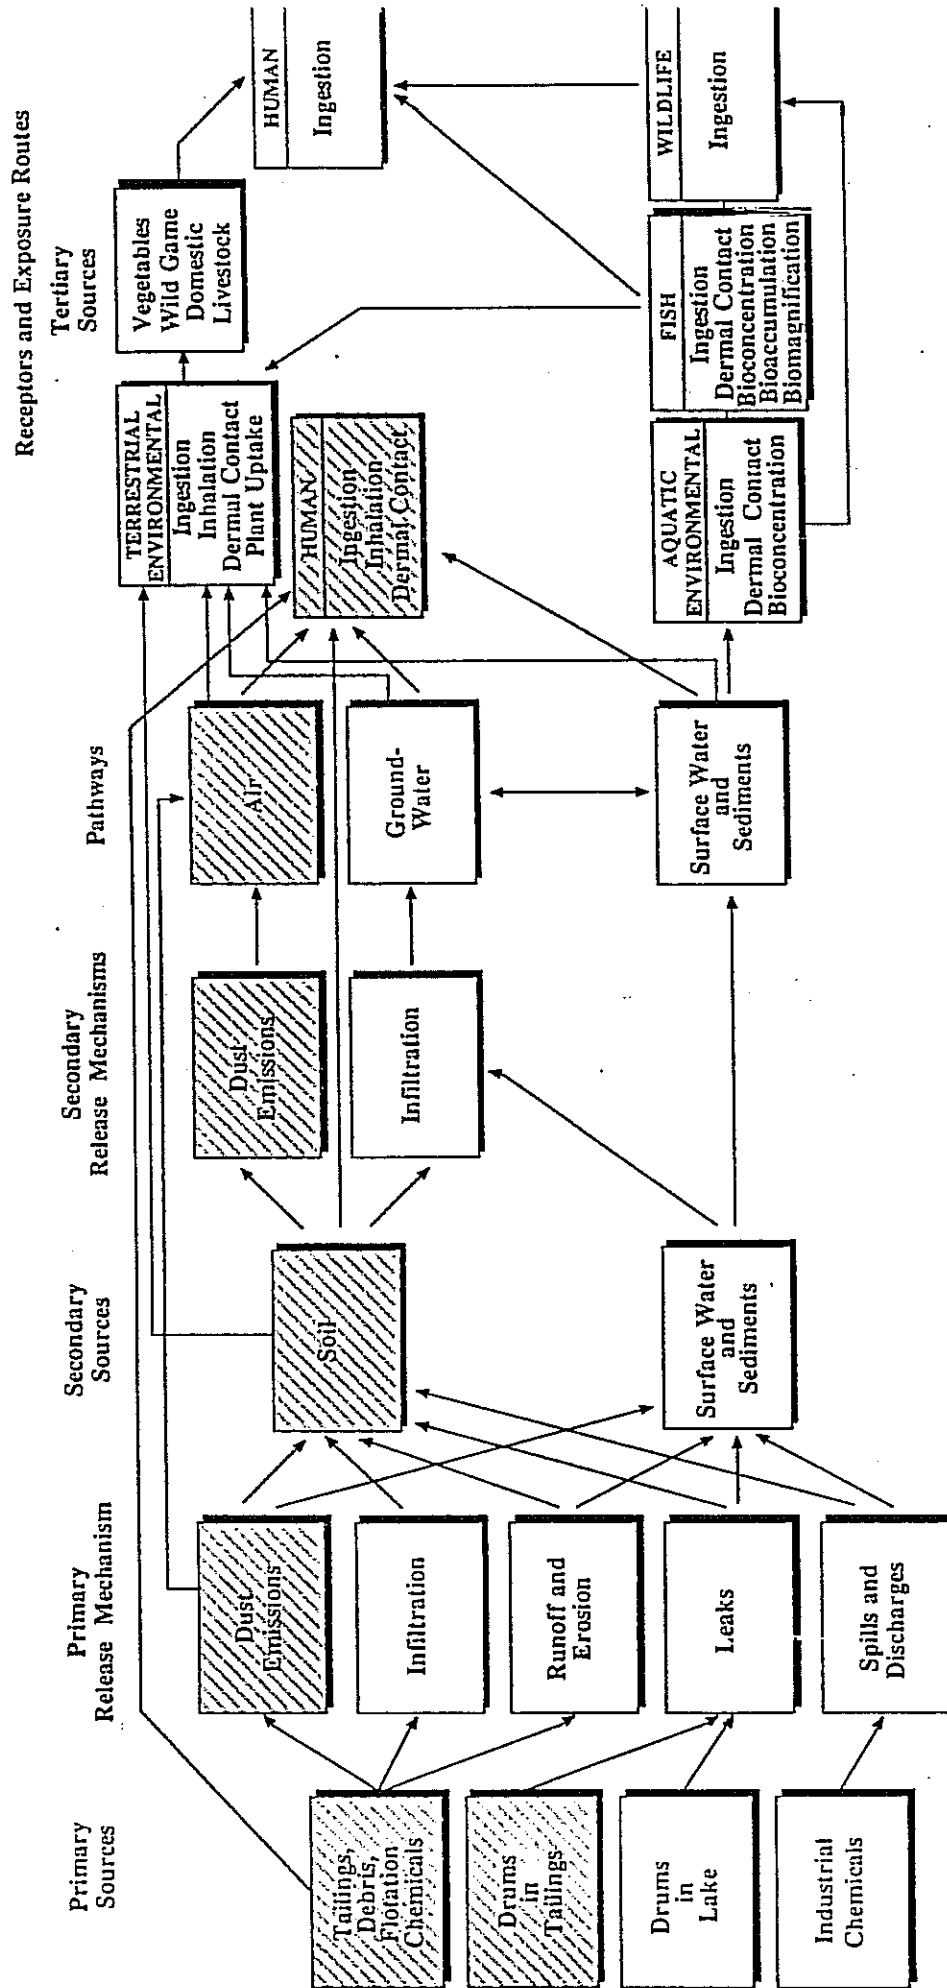 Receptors and Exposure Routes
Primary
Sources
Primary
Release Mechanism
Secondary
Sources
Secondary
Release Mechanisms
Pathways
Tertiary
Sources
Tailings,
Debris,
Flotation
Chemicals
Drums
in
Tailings
Drums
in
Lake
Industrial
Chemicals
Dust
Emissions
Infiltration
Runoff and
Erosion
Leaks
Spills and
Discharges
Soil
Surface Water
and
Sediments
Dust
Emissions
Infiltration
Air
Ground-
Water
Surface Water
and
Sediments
TERRESTRIAL
ENVIRONMENTAL
Ingestion
Inhalation
Dermal Contact
Plant Uptake
HUMAN
Ingestion
Inhalation
Dermal Contact
AQUATIC
ENVIRONMENTAL
Ingestion
Dermal Contact
Bioconcentration
FISH
Ingestion
Dermal Contact
Bioconcentration
Bioaccumulation
Biomagnification
Vegetables
Wild Game
Domestic
Livestock
HUMAN
Ingestion
WILDLIFE
Ingestion